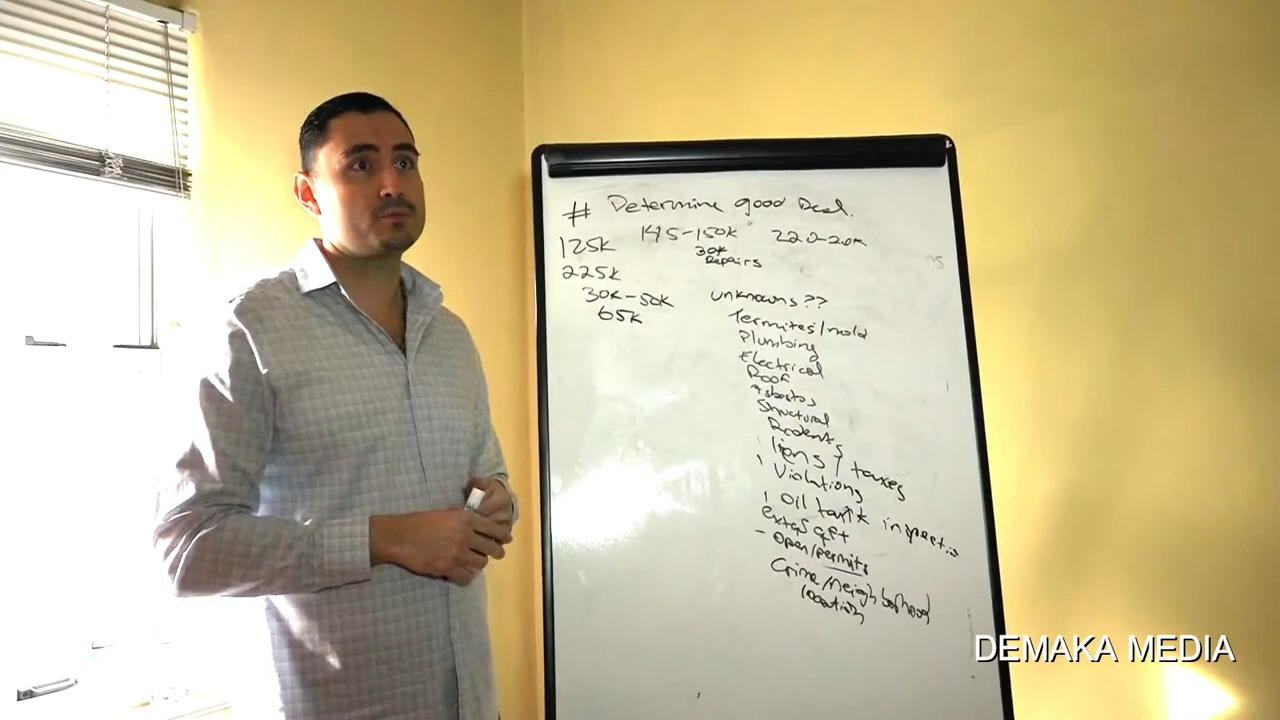 # Determine good Deal.
125K 145-150K 220-20K
30K
Repairs
225K
30K-50K
65K
unknowns??
Termites/mold
Plumbing
Electrical
Roof
Asbestos
Structural
Rodents
liens / taxes
Violations
Oil tank inspection
extra sqft
- Open/permits
Crime/Neighborhood
location
DEMAKA MEDIA